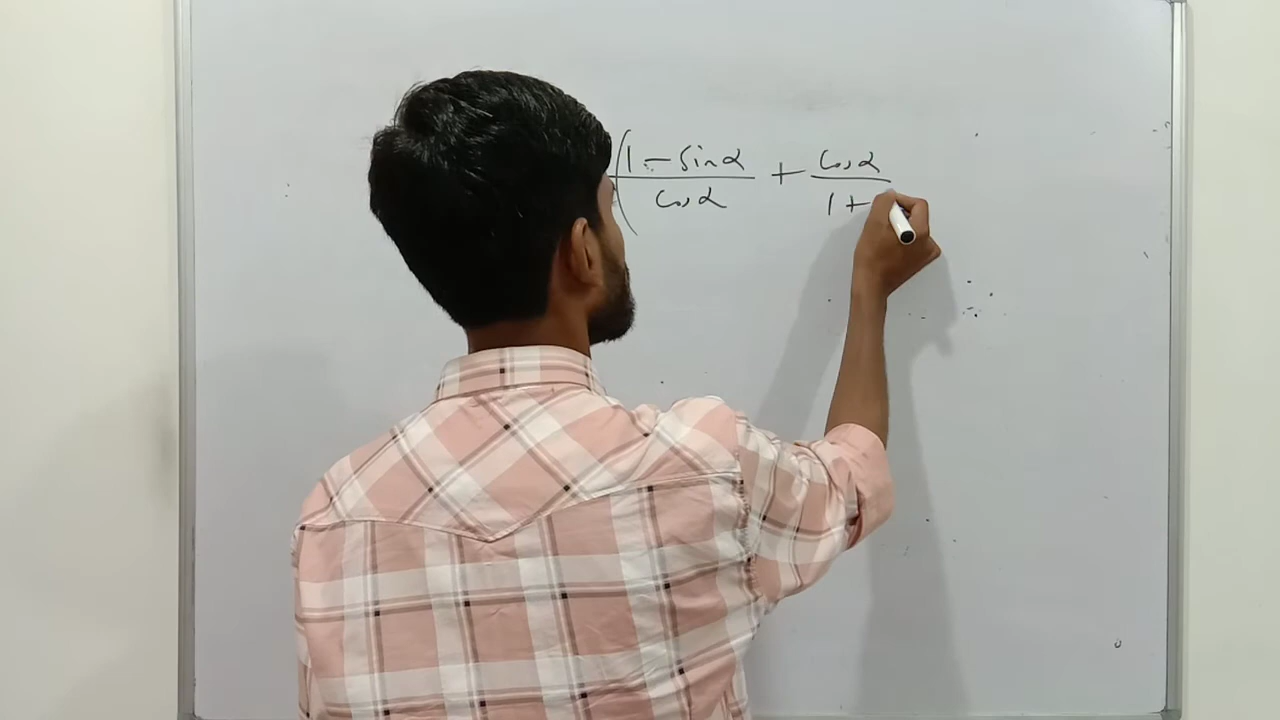 (1 - sinα / cosα + cosα / 1 +